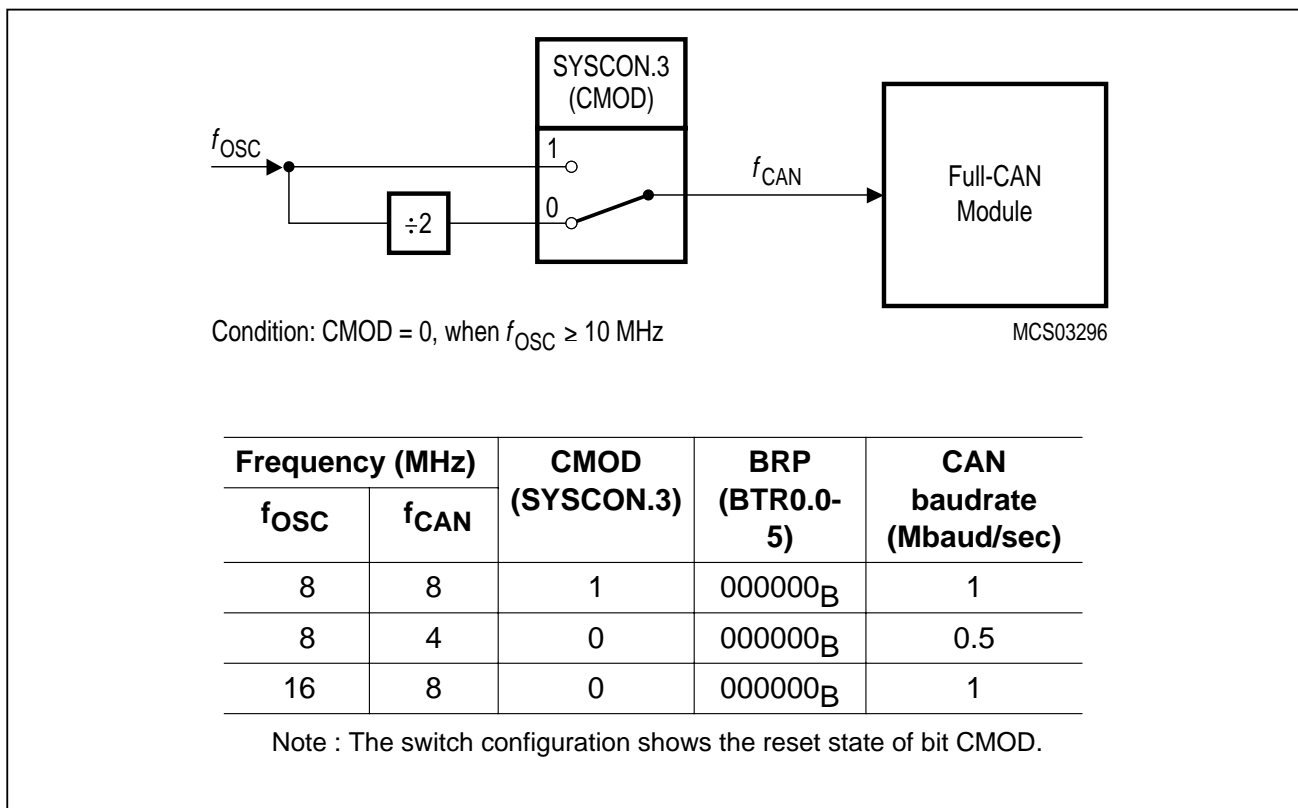 SYSCON.3
(CMOD)
fOSC
1
0
÷2
fCAN
Full-CAN
Module
Condition: CMOD = 0, when fOSC ≥ 10 MHz
MCS03296
Frequency (MHz) CMOD (SYSCON.3) BRP (BTR0.0-5) CAN baudrate (Mbaud/sec)
fOSC fCAN
8 8 1 000000B 1
8 4 0 000000B 0.5
16 8 0 000000B 1
Note : The switch configuration shows the reset state of bit CMOD.